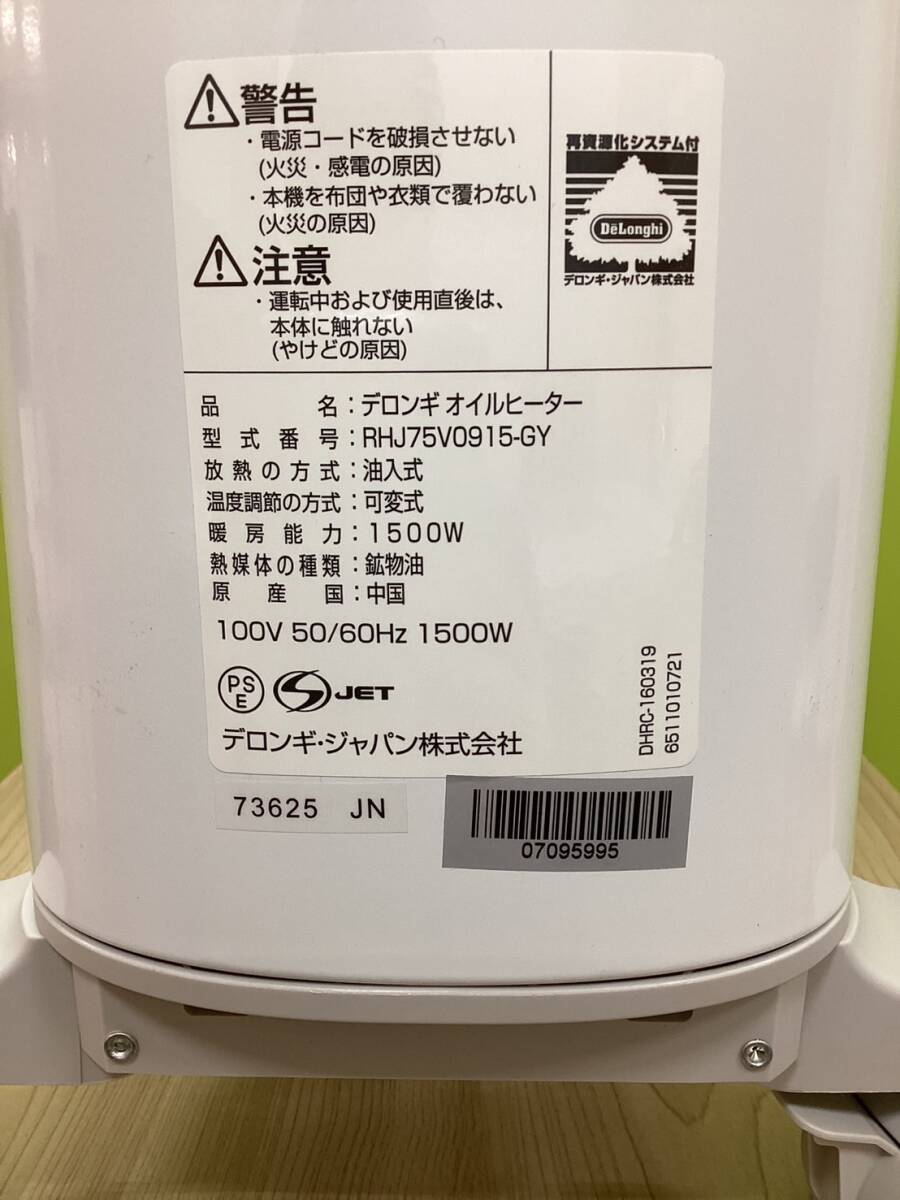 警告
・電源コードを破損させない
(火災・感電の原因)
・本機を布団や衣類で覆わない
(火災の原因)
注意
・運転中および使用直後は、
本体に触れない
(やけどの原因)
再資源化システム付
DeLonghi
デロンギ・ジャパン株式会社
品名：デロンギ オイルヒーター
型式番号：RHJ75V0915-GY
放熱の方式：油入式
温度調節の方式：可変式
暖房能力：1500W
熱媒体の種類：鉱物油
原産国：中国
100V 50/60Hz 1500W
PS
E
S JET
デロンギ・ジャパン株式会社
DHRC-160319
6511010721
73625 JN
07095995